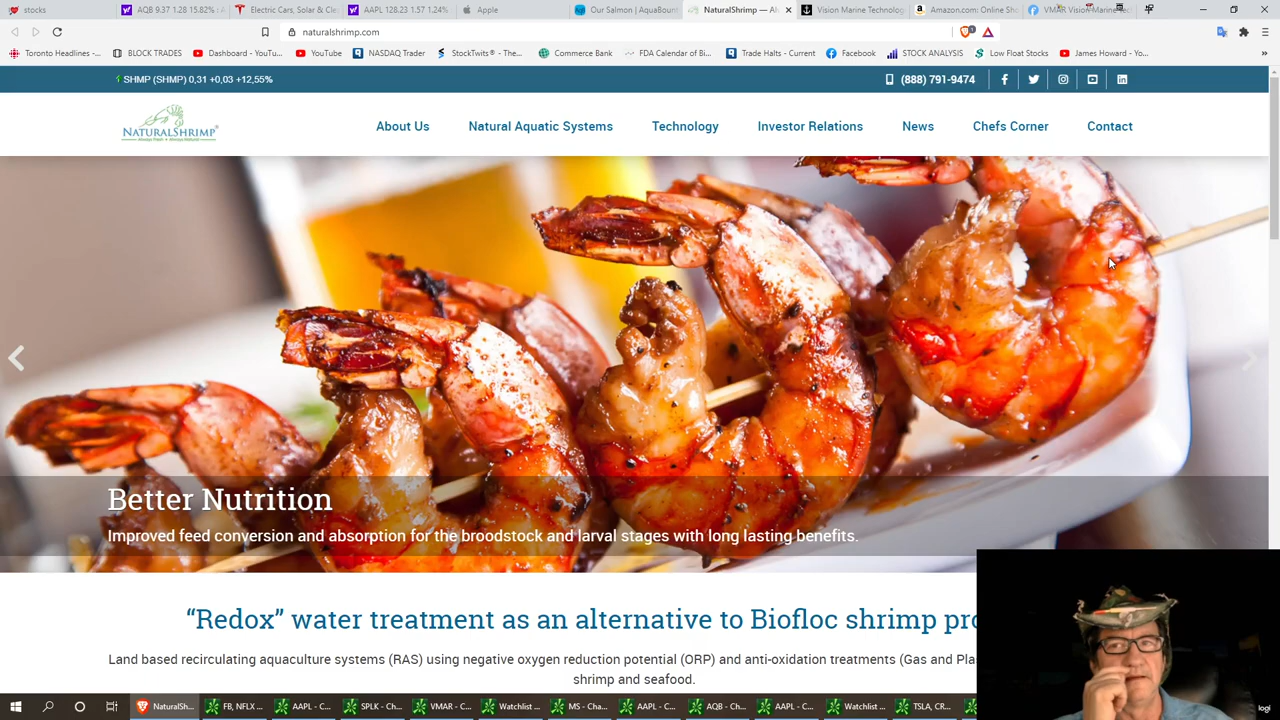 stocks
AQB 9.37 1.28 15.82% : A
Electric Cars, Solar & Cle
AAPL 128.23 1.57 1.24%
Apple
Our Salmon | AquaBoun
NaturalShrimp — Al
Vision Marine Technolog
Amazon.com: Online Sho
VMAR Vision Marine Tec
naturalshrimp.com
Toronto Headlines -...
BLOCK TRADES
Dashboard - YouTu...
YouTube
NASDAQ Trader
StockTwits® - The...
Commerce Bank
FDA Calendar of Bi...
Trade Halts - Current
Facebook
STOCK ANALYSIS
Low Float Stocks
James Howard - Yo...
SHMP (SHMP) 0,31 +0,03 +12,55%
(888) 791-9474
NATURALSHRIMP®
Always Fresh • Always Natural
About Us
Natural Aquatic Systems
Technology
Investor Relations
News
Chefs Corner
Contact
Better Nutrition
Improved feed conversion and absorption for the broodstock and larval stages with long lasting benefits.
“Redox” water treatment as an alternative to Biofloc shrimp pro
Land based recirculating aquaculture systems (RAS) using negative oxygen reduction potential (ORP) and anti-oxidation treatments (Gas and Pla
shrimp and seafood.
NaturalSh...
FB, NFLX ...
AAPL - C...
SPLK - Ch...
VMAR - C...
Watchlist ...
MS - Cha...
AAPL - C...
AQB - Ch...
AAPL - C...
Watchlist ...
TSLA, CR...
logi